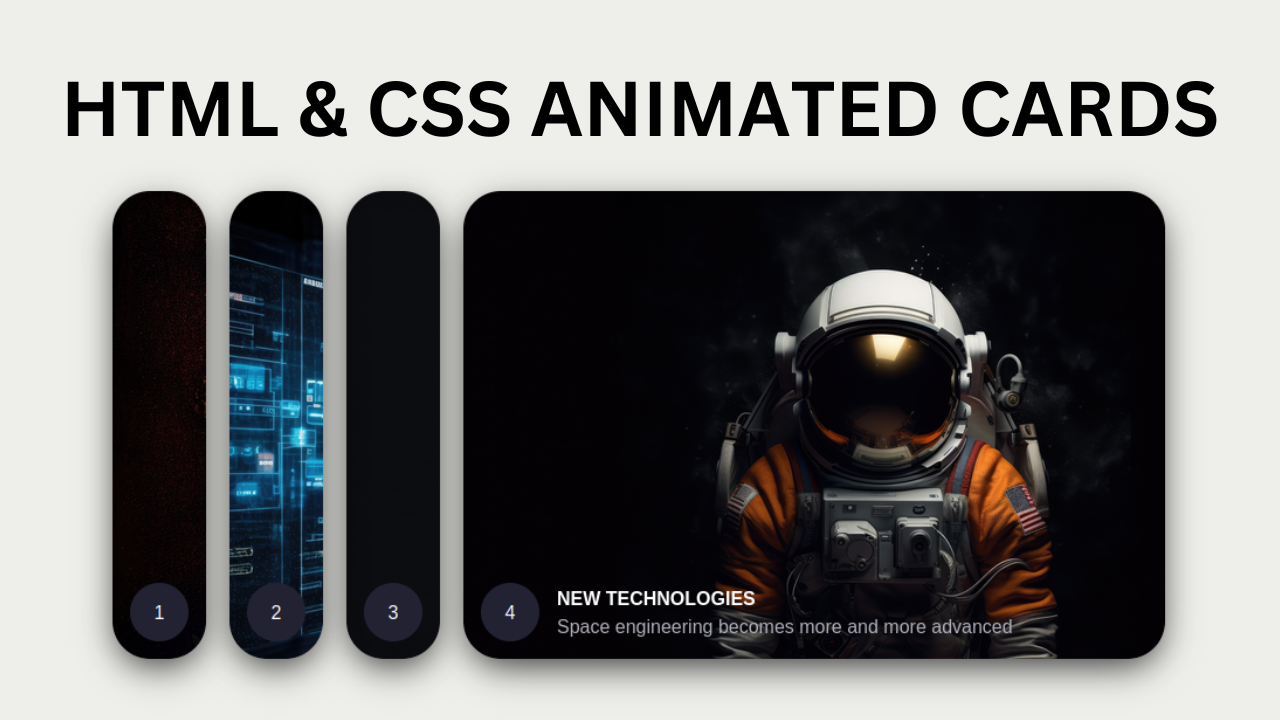 HTML & CSS ANIMATED CARDS
1
2
3
4
NEW TECHNOLOGIES
Space engineering becomes more and more advanced